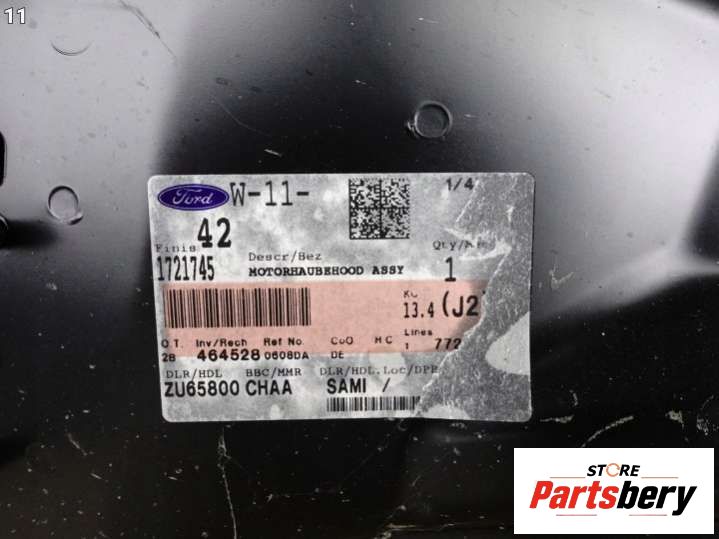 11
Ford W-11- 1/4
42
Finis Descr/Bez Qty/
1721745 MOTORHAUBEHOOD ASSY 1
KG
13.4 (J2
O.T. Inv/Rech Ref No. CoO MC Lines
2B 464528 0608DA DE 1 772
DLR/HDL BBC/MMR DLR/HDL.Loc/DPR
ZU65800 CHAA SAMI /
STORE
Partsbery